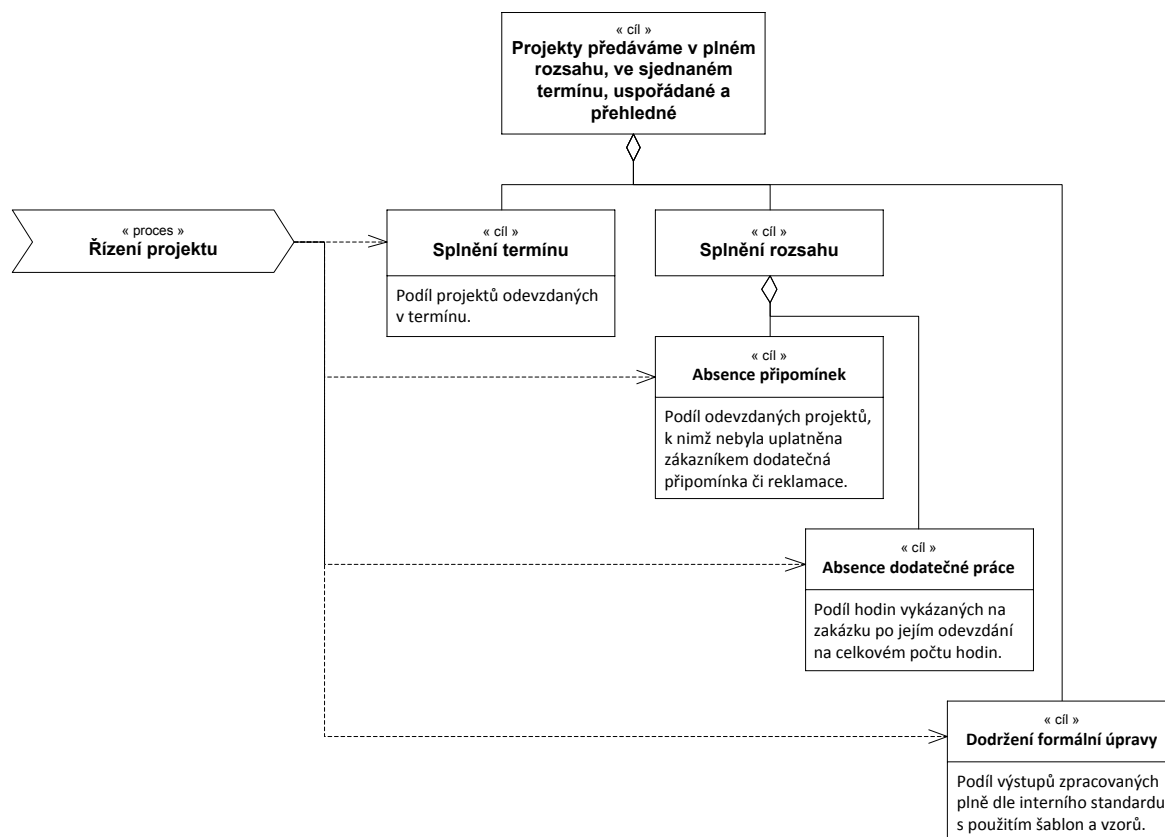 « cíl »
Projekty předáváme v plném
rozsahu, ve sjednaném
termínu, uspořádané a
přehledné
« proces »
Řízení projektu
« cíl »
Splnění termínu
Podíl projektů odevzdaných
v termínu.
« cíl »
Splnění rozsahu
« cíl »
Absence připomínek
Podíl odevzdaných projektů,
k nimž nebyla uplatněna
zákazníkem dodatečná
připomínka či reklamace.
« cíl »
Absence dodatečné práce
Podíl hodin vykázaných na
zakázku po jejím odevzdání
na celkovém počtu hodin.
« cíl »
Dodržení formální úpravy
Podíl výstupů zpracovaných
plně dle interního standardu
s použitím šablon a vzorů.